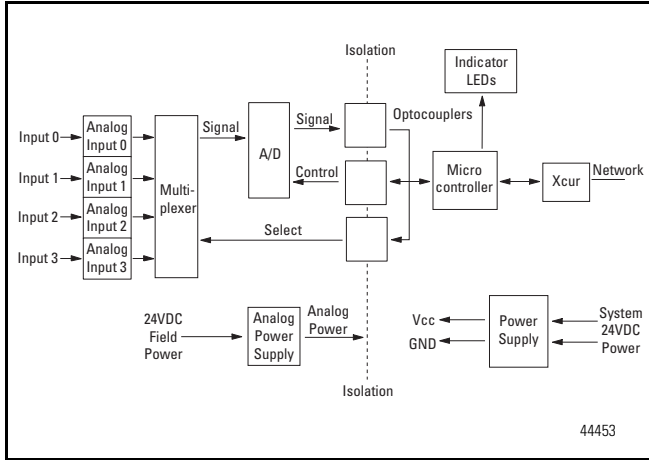 Isolation
Indicator
LEDs
Optocouplers
Input 0
Analog
Input 0
Signal
A/D
Signal
Input 1
Analog
Input 1
Multi-
plexer
Control
Micro
controller
Xcur
Network
Input 2
Analog
Input 2
Select
Input 3
Analog
Input 3
24VDC
Field
Power
Analog
Power
Supply
Analog
Power
Vcc
GND
Power
Supply
System
24VDC
Power
Isolation
44453